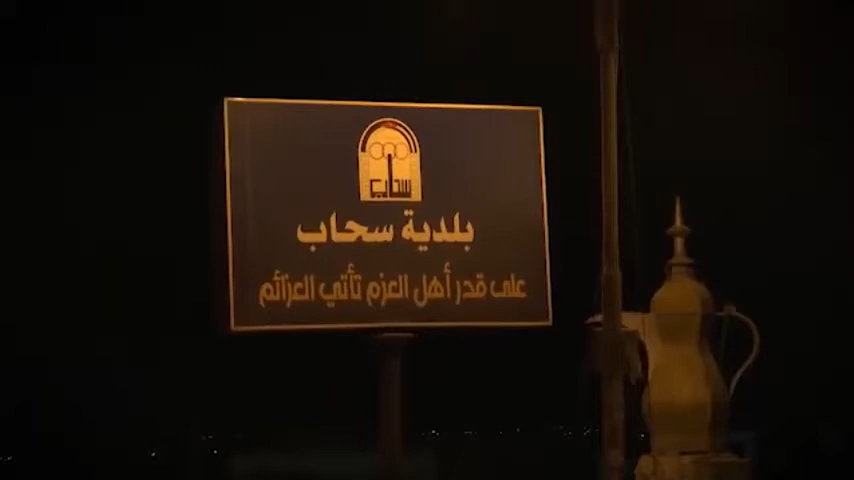 سحاب
بلدية سحاب
على قدر أهل العزم تأتي العزائم